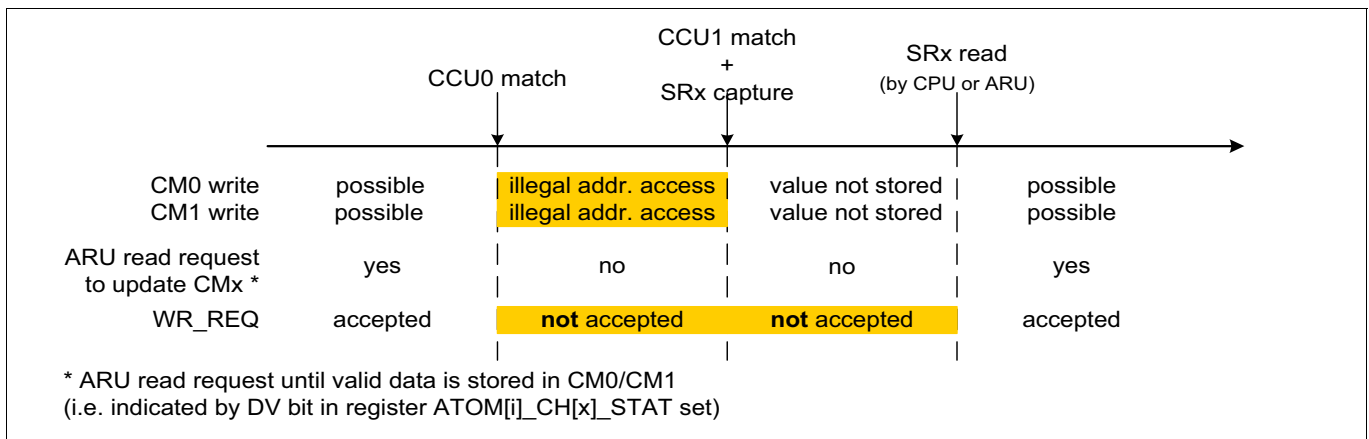 CCU0 match
CCU1 match
+
SRx capture
SRx read
(by CPU or ARU)
CM0 write possible illegal addr. access value not stored possible
CM1 write possible illegal addr. access value not stored possible
ARU read request
to update CMx * yes no no yes
WR_REQ accepted not accepted not accepted accepted
* ARU read request until valid data is stored in CM0/CM1
(i.e. indicated by DV bit in register ATOM[i]_CH[x]_STAT set)